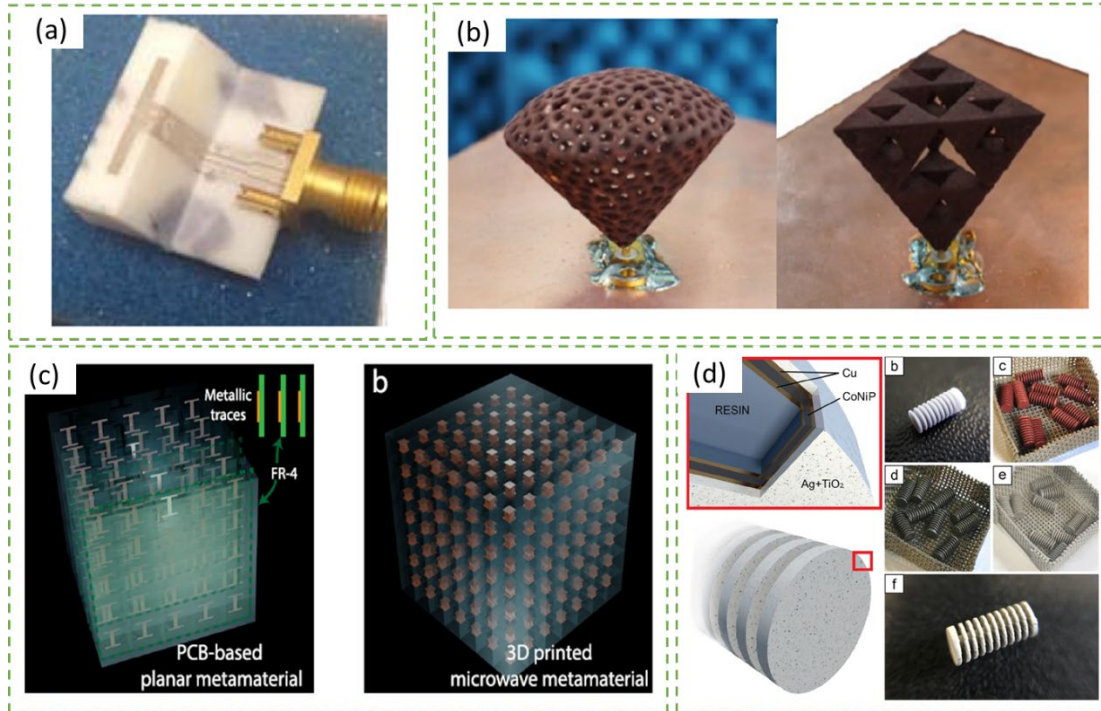 (a)
(b)
(c)
Metallic
traces
FR-4
PCB-based
planar metamaterial
b
3D printed
microwave metamaterial
(d)
Cu
CoNiP
RESIN
Ag+TiO₂
b
c
d
e
f